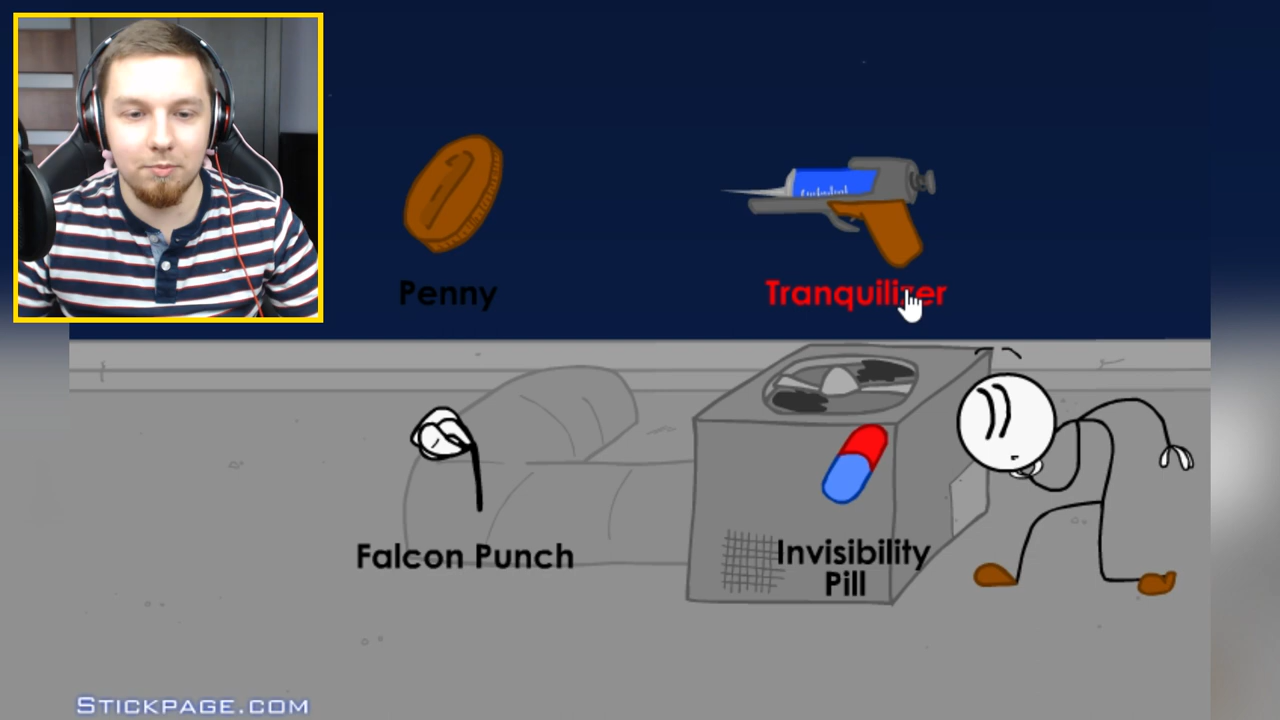 Penny
Tranquilizer
Falcon Punch
Invisibility
Pill
STICKPAGE.COM